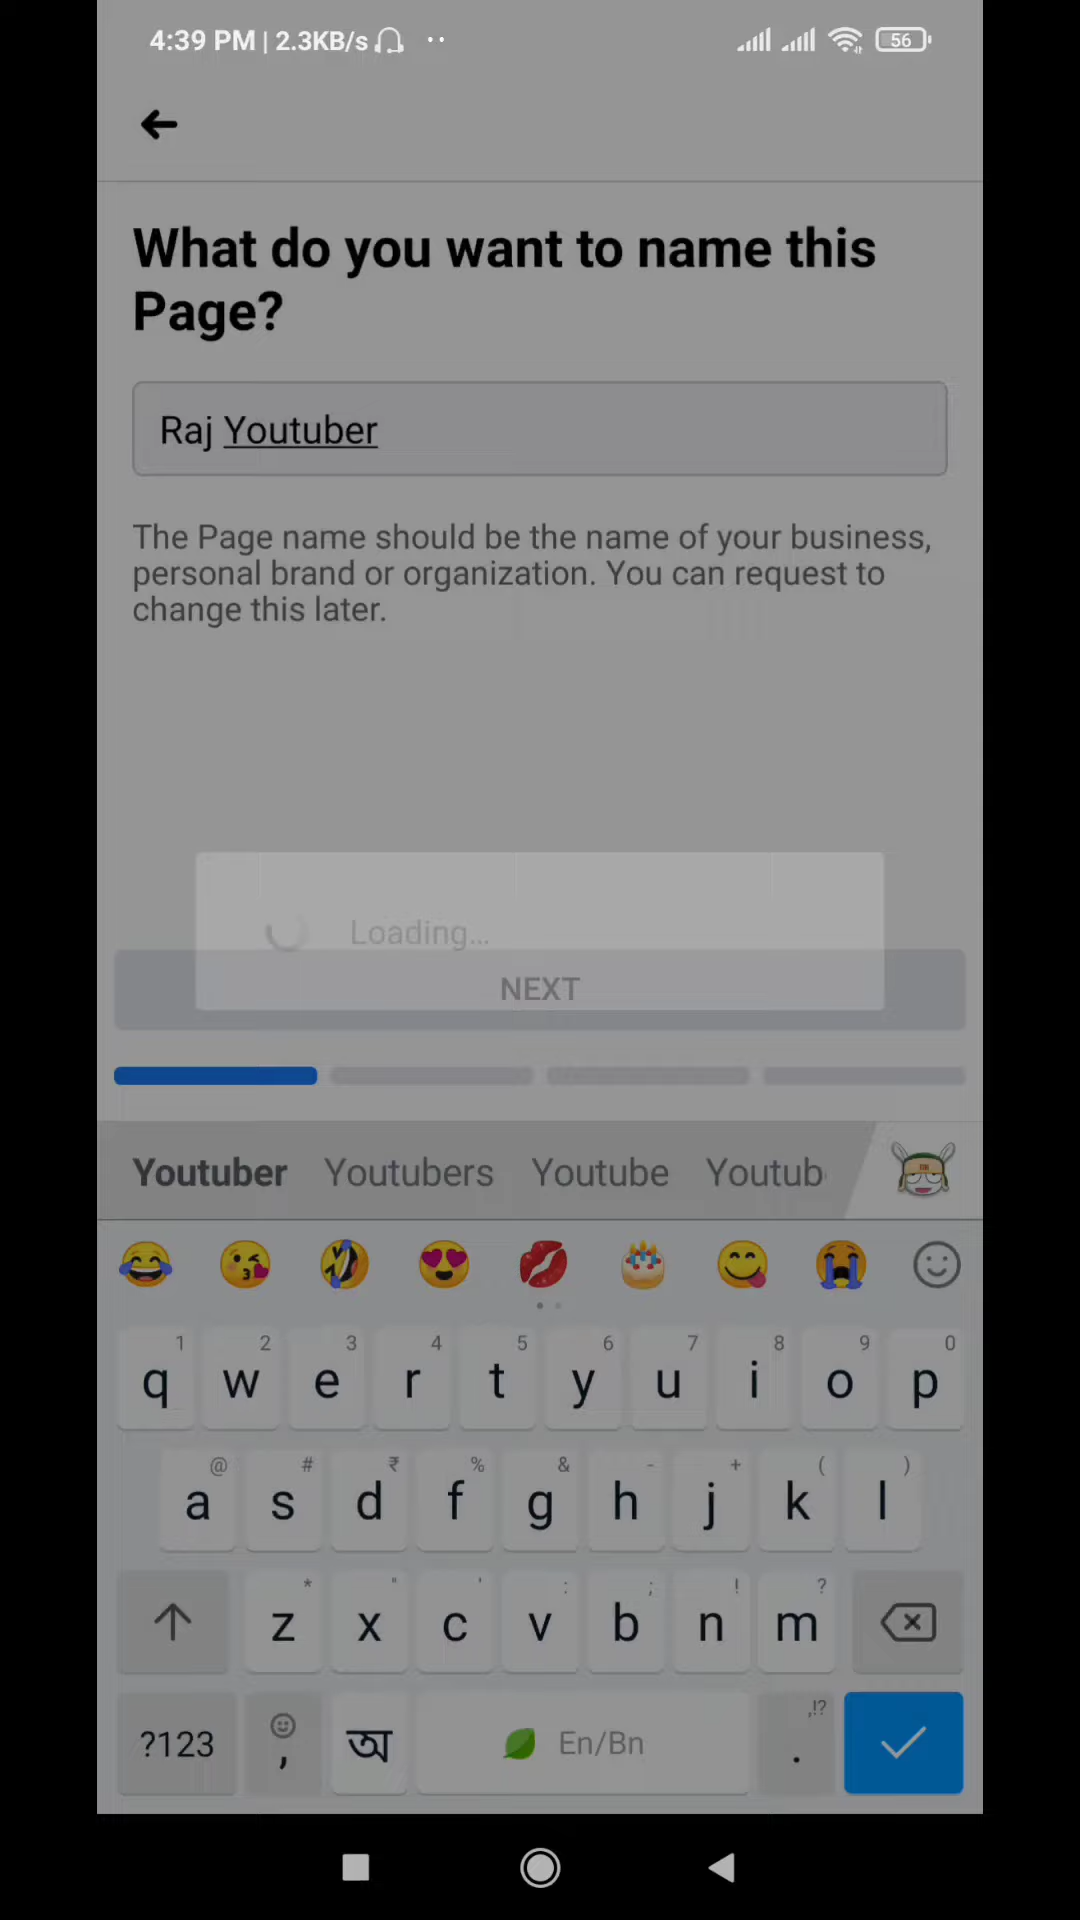 4:39 PM | 2.3KB/s
56
What do you want to name this
Page?
Raj Youtuber
The Page name should be the name of your business,
personal brand or organization. You can request to
change this later.
Loading...
NEXT
Youtuber Youtubers Youtube Youtub
1 2 3 4 5 6 7 8 9 0
q w e r t y u i o p
@ # ₹ % & - + ( )
a s d f g h j k l
* " ' : ; ! ?
z x c v b n m
,!?
?123 , অ En/Bn .